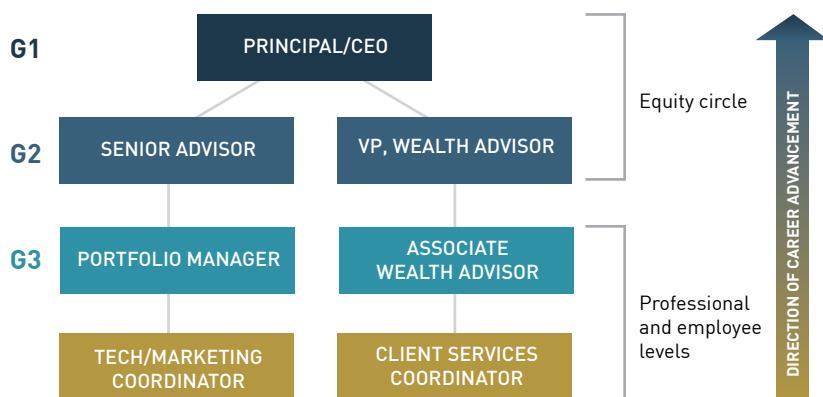 G1
PRINCIPAL/CEO
Equity circle
G2
SENIOR ADVISOR
VP, WEALTH ADVISOR
G3
PORTFOLIO MANAGER
ASSOCIATE
WEALTH ADVISOR
Professional
and employee
levels
TECH/MARKETING
COORDINATOR
CLIENT SERVICES
COORDINATOR
DIRECTION OF CAREER ADVANCEMENT